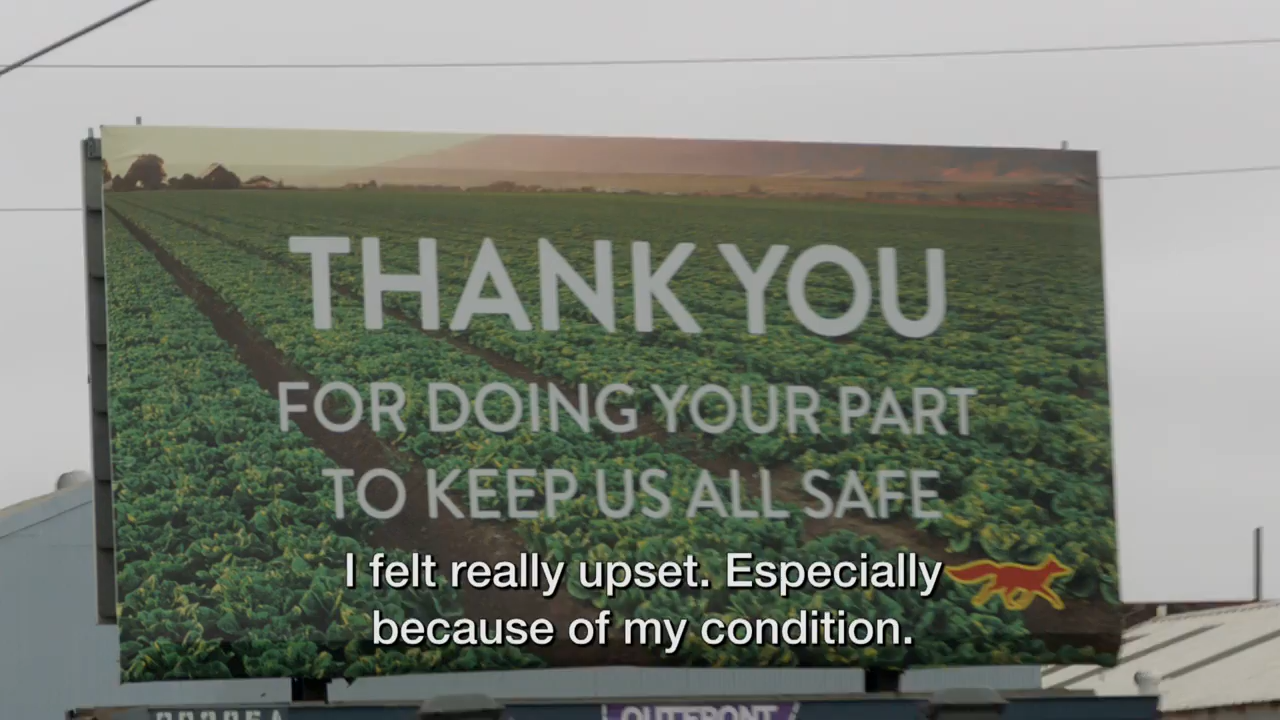 THANK YOU
FOR DOING YOUR PART
TO KEEP US ALL SAFE
I felt really upset. Especially
because of my condition.
OUTFRONT